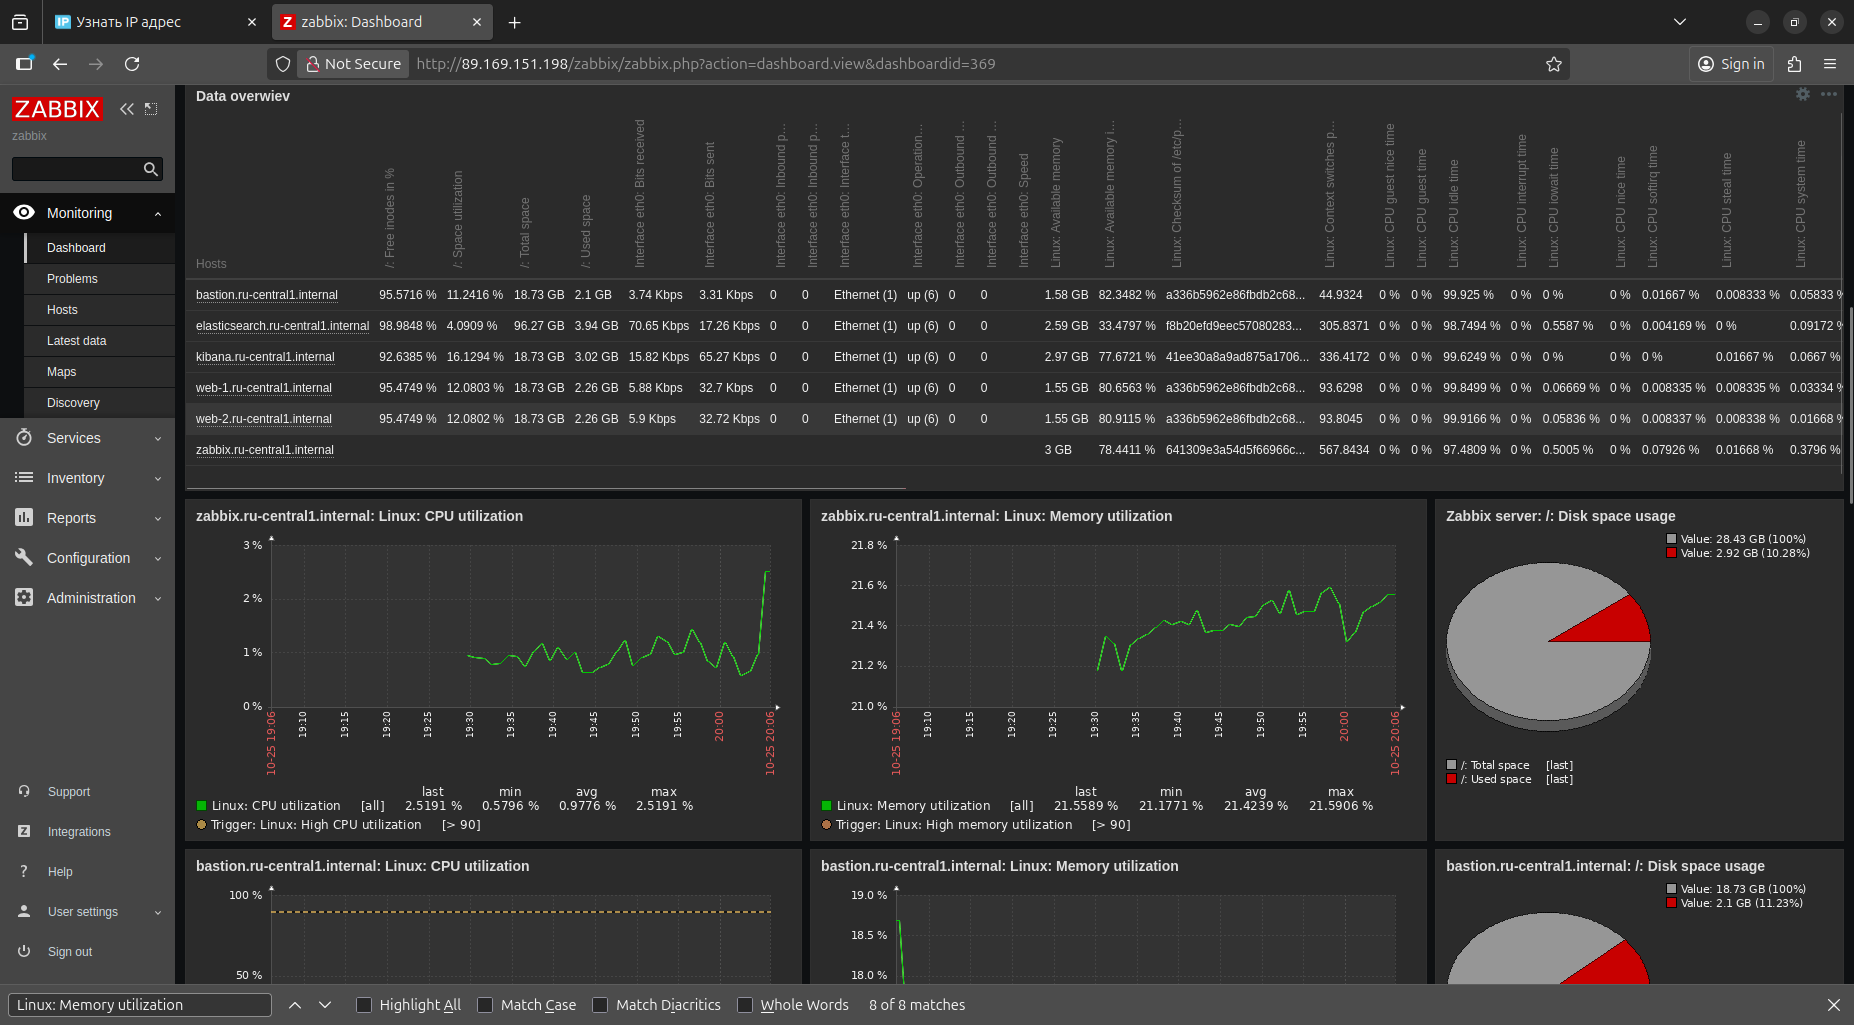 Узнать IP адрес
zabbix: Dashboard
Not Secure
http://89.169.151.198/zabbix/zabbix.php?action=dashboard.view&dashboardid=369
Sign in
ZABBIX
zabbix
Monitoring
Dashboard
Problems
Hosts
Latest data
Maps
Discovery
Services
Inventory
Reports
Configuration
Administration
Support
Integrations
Help
User settings
Sign out
Data overwiev
Hosts /: Free inodes in % /: Space utilization /: Total space /: Used space Interface eth0: Bits received Interface eth0: Bits sent Interface eth0: Inbound p... Interface eth0: Inbound p... Interface eth0: Interface t... Interface eth0: Operation... Interface eth0: Outbound ... Interface eth0: Outbound ... Interface eth0: Speed Linux: Available memory Linux: Available memory i... Linux: Checksum of /etc/p... Linux: Context switches p... Linux: CPU guest nice time Linux: CPU guest time Linux: CPU idle time Linux: CPU interrupt time Linux: CPU iowait time Linux: CPU nice time Linux: CPU softirq time Linux: CPU steal time Linux: CPU system time
bastion.ru-central1.internal 95.5716 % 11.2416 % 18.73 GB 2.1 GB 3.74 Kbps 3.31 Kbps 0 0 Ethernet (1) up (6) 0 0 1.58 GB 82.3482 % a336b5962e86fbdb2c68... 44.9324 0 % 0 % 99.925 % 0 % 0 % 0 % 0.01667 % 0.008333 % 0.05833 %
elasticsearch.ru-central1.internal 98.9848 % 4.0909 % 96.27 GB 3.94 GB 70.65 Kbps 17.26 Kbps 0 0 Ethernet (1) up (6) 0 0 2.59 GB 33.4797 % f8b20efd9eec57080283... 305.8371 0 % 0 % 98.7494 % 0 % 0.5587 % 0 % 0.004169 % 0 % 0.09172 %
kibana.ru-central1.internal 92.6385 % 16.1294 % 18.73 GB 3.02 GB 15.82 Kbps 65.27 Kbps 0 0 Ethernet (1) up (6) 0 0 2.97 GB 77.6721 % 41ee30a8a9ad875a1706... 336.4172 0 % 0 % 99.6249 % 0 % 0 % 0 % 0 % 0.01667 % 0.0667 %
web-1.ru-central1.internal 95.4749 % 12.0803 % 18.73 GB 2.26 GB 5.88 Kbps 32.7 Kbps 0 0 Ethernet (1) up (6) 0 0 1.55 GB 80.6563 % a336b5962e86fbdb2c68... 93.6298 0 % 0 % 99.8499 % 0 % 0.06669 % 0 % 0.008335 % 0.008335 % 0.03334 %
web-2.ru-central1.internal 95.4749 % 12.0802 % 18.73 GB 2.26 GB 5.9 Kbps 32.72 Kbps 0 0 Ethernet (1) up (6) 0 0 1.55 GB 80.9115 % a336b5962e86fbdb2c68... 93.8045 0 % 0 % 99.9166 % 0 % 0.05836 % 0 % 0.008337 % 0.008338 % 0.01668 %
zabbix.ru-central1.internal 3 GB 78.4411 % 641309e3a54d5f66966c... 567.8434 0 % 0 % 97.4809 % 0 % 0.5005 % 0 % 0.07926 % 0.01668 % 0.3796 %
zabbix.ru-central1.internal: Linux: CPU utilization
3 %
2 %
1 %
0 %
10-25 19:06 19:10 19:15 19:20 19:25 19:30 19:35 19:40 19:45 19:50 19:55 20:00 10-25 20:06
last min avg max
Linux: CPU utilization [all] 2.5191 % 0.5796 % 0.9776 % 2.5191 %
Trigger: Linux: High CPU utilization [> 90]
zabbix.ru-central1.internal: Linux: Memory utilization
21.8 %
21.6 %
21.4 %
21.2 %
21.0 %
10-25 19:06 19:10 19:15 19:20 19:25 19:30 19:35 19:40 19:45 19:50 19:55 20:00 10-25 20:06
last min avg max
Linux: Memory utilization [all] 21.5589 % 21.1771 % 21.4239 % 21.5906 %
Trigger: Linux: High memory utilization [> 90]
Zabbix server: /: Disk space usage
Value: 28.43 GB (100%)
Value: 2.92 GB (10.28%)
/: Total space [last]
/: Used space [last]
bastion.ru-central1.internal: Linux: CPU utilization
100 %
50 %
bastion.ru-central1.internal: Linux: Memory utilization
19.0 %
18.5 %
18.0 %
bastion.ru-central1.internal: /: Disk space usage
Value: 18.73 GB (100%)
Value: 2.1 GB (11.23%)
Linux: Memory utilization
Highlight All
Match Case
Match Diacritics
Whole Words
8 of 8 matches